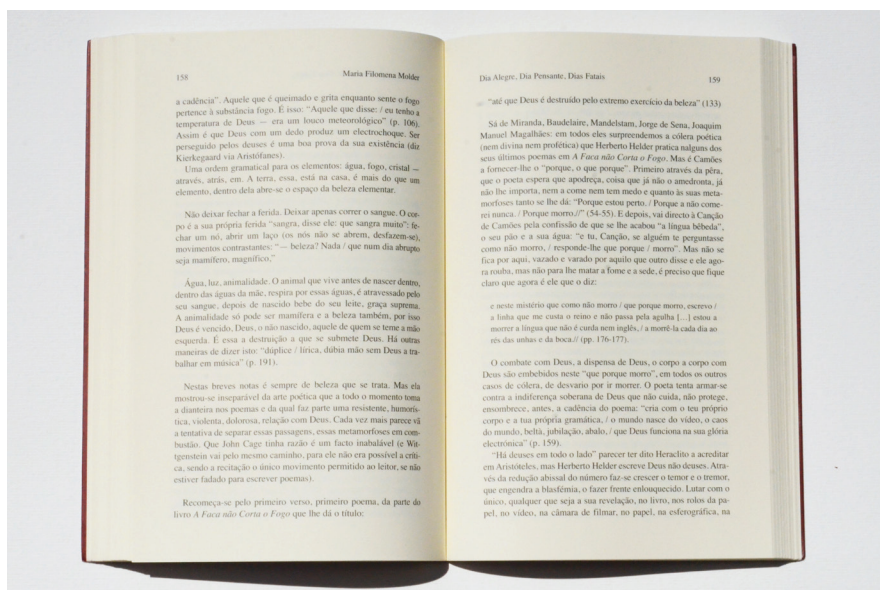 158
Maria Filomena Molder
a cadência”. Aquele que é queimado e grita enquanto sente o fogo
pertence à substância fogo. É isso: “Aquele que disse: / eu tenho a
temperatura de Deus — era um louco meteorológico” (p. 106).
Assim é que Deus com um dedo produz um electrochoque. Ser
perseguido pelos deuses é uma boa prova da sua existência (diz
Kierkegaard via Aristófanes).
Uma ordem gramatical para os elementos: água, fogo, cristal —
através, atrás, em. A terra, essa, está na casa, é mais do que um
elemento, dentro dela abre-se o espaço da beleza elementar.
Não deixar fechar a ferida. Deixar apenas correr o sangue. O cor-
po é a sua própria ferida “sangra, disse ele: que sangra muito”: fe-
char um nó, abrir um laço (os nós não se abrem, desfazem-se),
movimentos contrastantes: “— beleza? Nada / que num dia abrupto
seja mamífero, magnífico.”
Água, luz, animalidade. O animal que vive antes de nascer dentro,
dentro das águas da mãe, respira por essas águas, é atravessado pelo
seu sangue, depois de nascido bebe do seu leite, graça suprema.
A animalidade só pode ser mamífera e a beleza também, por isso
Deus é vencido, Deus, o não nascido, aquele de quem se teme a mão
esquerda. É essa a destruição a que se submete Deus. Há outras
maneiras de dizer isto: “dúplice / lírica, dúbia mão sem Deus a tra-
balhar em música” (p. 191).
Nestas breves notas é sempre de beleza que se trata. Mas ela
mostrou-se inseparável da arte poética que a todo o momento toma
a dianteira nos poemas e da qual faz parte uma resistente, humorís-
tica, violenta, dolorosa, relação com Deus. Cada vez mais parece vã
a tentativa de separar essas passagens, essas metamorfoses em com-
bustão. Que John Cage tinha razão é um facto inabalável (e Wit-
tgenstein vai pelo mesmo caminho, para ele não era possível a críti-
ca, sendo a recitação o único movimento permitido ao leitor, se não
estiver fadado para escrever poemas).
Recomeça-se pelo primeiro verso, primeiro poema, da parte do
livro A Faca não Corta o Fogo que lhe dá o título:
Dia Alegre, Dia Pensante, Dias Fatais
159
“até que Deus é destruído pelo extremo exercício da beleza” (133)
Sá de Miranda, Baudelaire, Mandelstam, Jorge de Sena, Joaquim
Manuel Magalhães: em todos eles surpreendemos a cólera poética
(nem divina nem profética) que Herberto Helder pratica nalguns dos
seus últimos poemas em A Faca não Corta o Fogo. Mas é Camões
a fornecer-lhe o “porque, o que porque”. Primeiro através da pêra,
que o poeta espera que apodreça, coisa que já não o amedronta, já
não lhe importa, nem a come nem tem medo e quanto às suas meta-
morfoses tanto se lhe dá: “Porque estou perto. / Porque a não come-
rei nunca. / Porque morro.//” (54-55). E depois, vai directo à Canção
de Camões pela confissão de que se lhe acabou “a língua bêbeda”,
o seu pão e a sua água: “e tu, Canção, se alguém te perguntasse
como não morro, / responde-lhe que porque / morro”. Mas não se
fica por aqui, vazado e varado por aquilo que outro disse e ele ago-
ra rouba, mas não para lhe matar a fome e a sede, é preciso que fique
claro que agora é ele que o diz:
e neste mistério que como não morro / que porque morro, escrevo /
a linha que me custa o reino e não passa pela agulha [...] estou a
morrer a língua que não é curda nem inglês, / a morrê-la cada dia ao
rés das unhas e da boca.// (pp. 176-177).
O combate com Deus, a dispensa de Deus, o corpo a corpo com
Deus são embebidos neste “que porque morro”, em todos os outros
casos de cólera, de desvario por ir morrer. O poeta tenta armar-se
contra a indiferença soberana de Deus que não cuida, não protege,
ensombrece, antes, a cadência do poema: “cria com o teu próprio
corpo e a tua própria gramática, / o mundo nasce do vídeo, o caos
do mundo, beltà, jubilação, abalo, / que Deus funciona na sua glória
electrónica” (p. 159).
“Há deuses em todo o lado” parecer ter dito Heraclito a acreditar
em Aristóteles, mas Herberto Helder escreve Deus não deuses. Atra-
vés da redução abissal do número faz-se crescer o temor e o tremor,
que engendra a blasfémia, o fazer frente enlouquecido. Lutar com o
único, qualquer que seja a sua revelação, no livro, nos rolos da pa-
pel, no vídeo, na câmara de filmar, no papel, na esferográfica, na